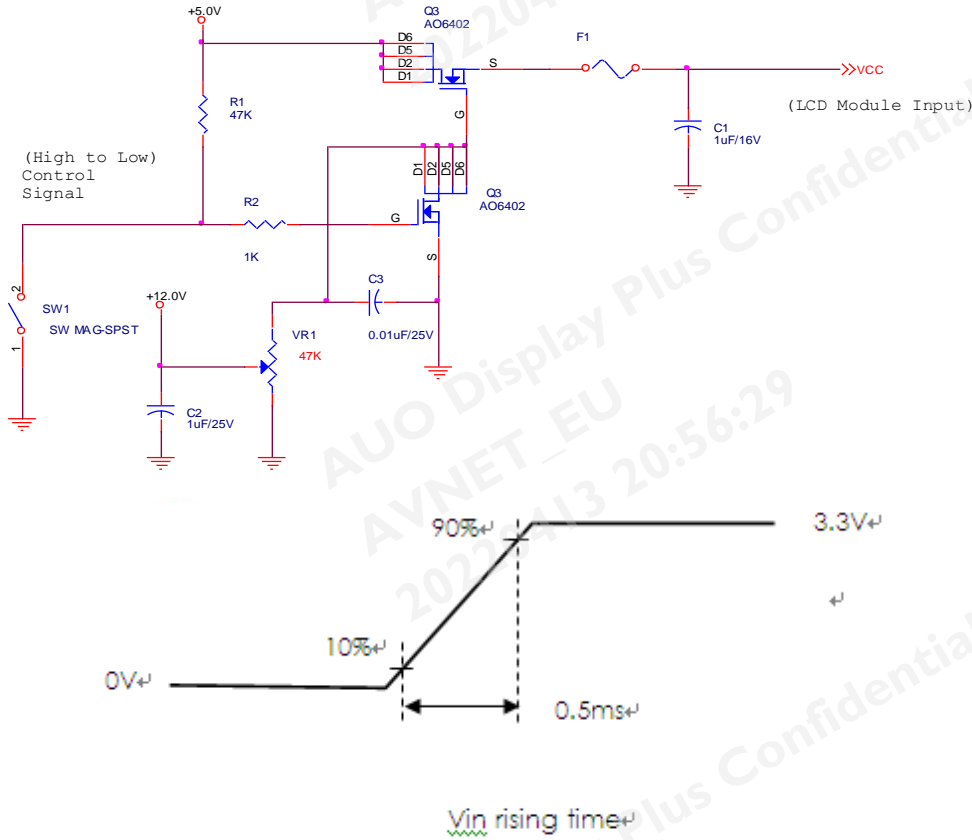 +5.0V
Q3
AO6402
D6
D5
D2
D1
S
F1
VCC
(LCD Module Input)
R1
47K
G
C1
1uF/16V
(High to Low)
Control
Signal
D1
D2
D5
D6
Q3
AO6402
R2
G
1K
S
2
SW1
SW MAG-SPST
1
+12.0V
C3
0.01uF/25V
VR1
47K
C2
1uF/25V
AUO Display Plus Confidential
AVNET_EU
20220413 20:56:29
90%
3.3V
10%
0V
0.5ms
Vin rising time
Plus Confidential